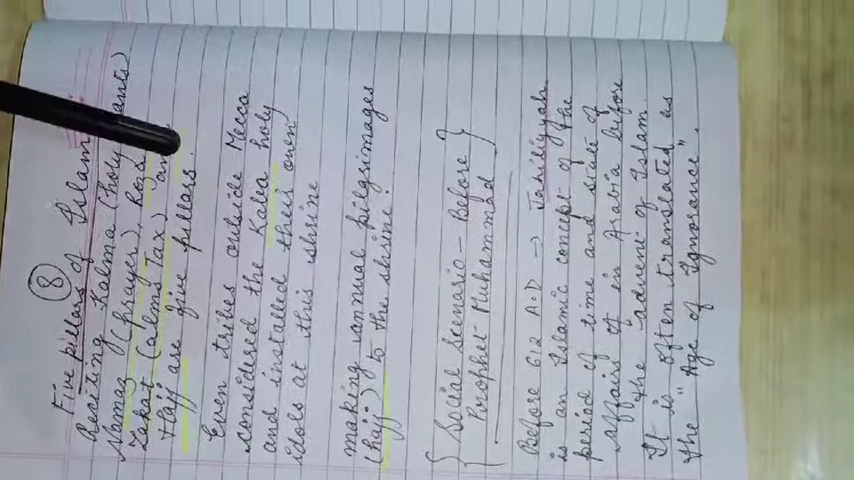 8
Five pillars of Islam
Reciting Kalma (holy
Namaz (prayer)
Zakat (alms Tax) and
Hajj are five pillars.
Even tribes outside Mecca
considered the Kaba holy
and installed their own
idols at this shrine
making annual pilgrimages
(hajj) to the shrine.
{ Social Scenario - Before }
{ Prophet Muhammad }
Before 612 A.D → Jahiliyyah
is an Islamic concept of the
period of time and state of
affairs in Arabia before
the advent of Islam.
It is often translated as
the "Age of Ignorance".